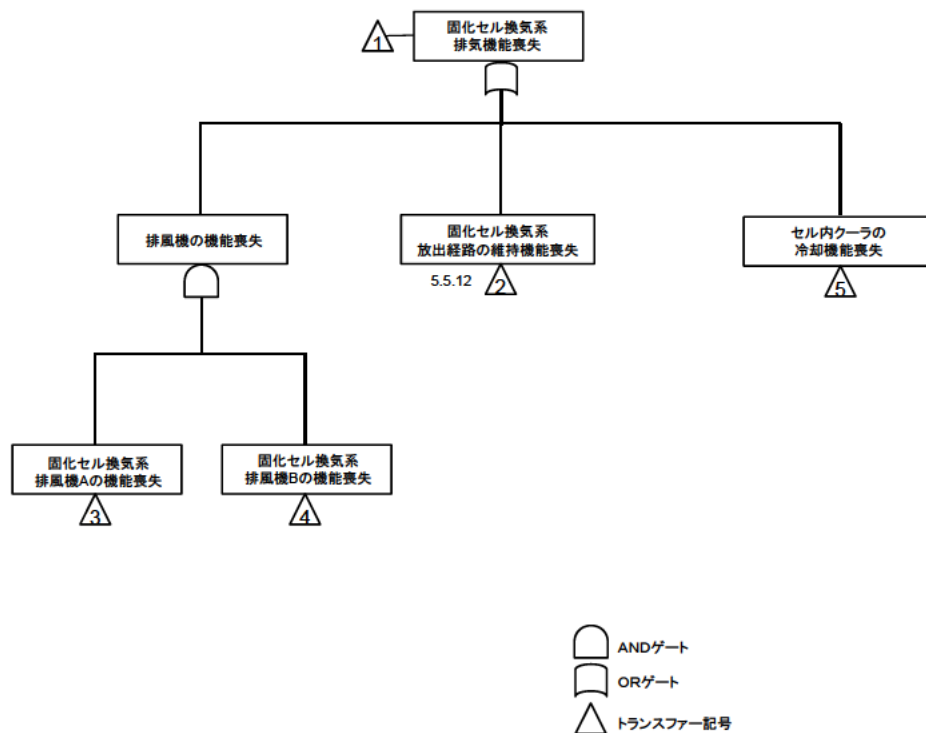 固化セル換気系
排気機能喪失
1
排風機の機能喪失
固化セル換気系
放出経路の維持機能喪失
セル内クーラの
冷却機能喪失
5.5.12
2
5
固化セル換気系
排風機Aの機能喪失
固化セル換気系
排風機Bの機能喪失
3
4
ANDゲート
ORゲート
トランスファー記号